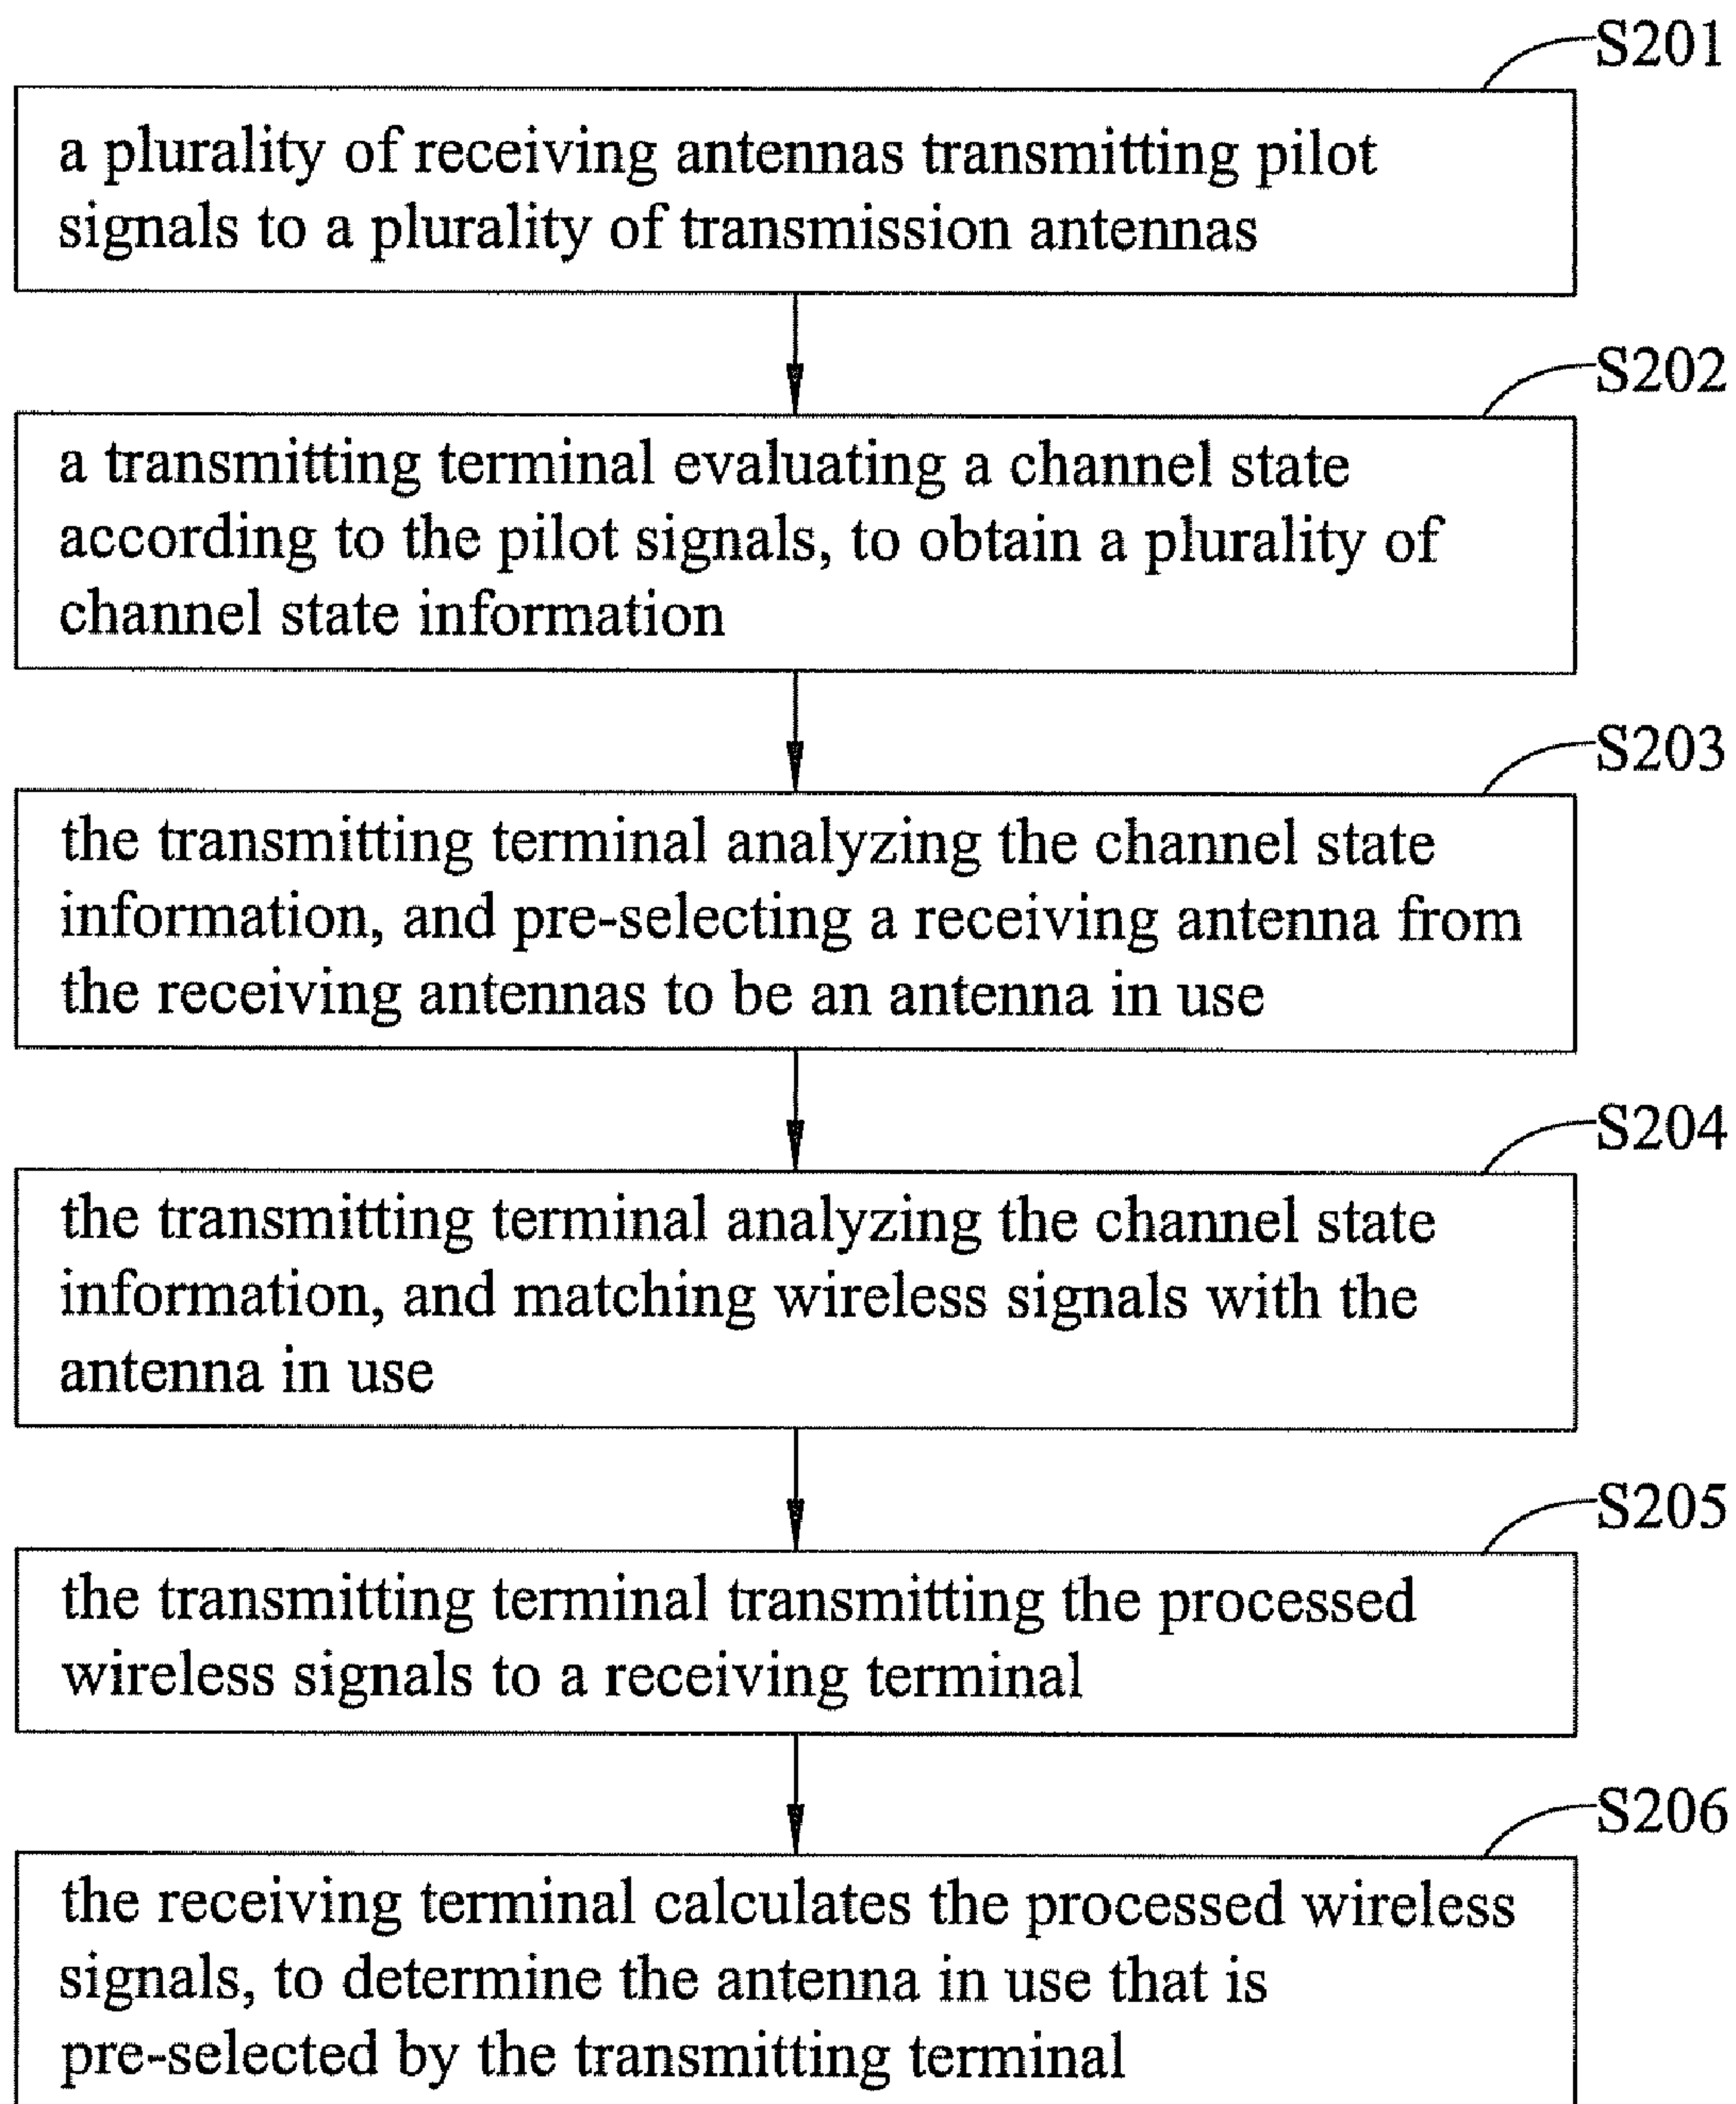 S201
a plurality of receiving antennas transmitting pilot
signals to a plurality of transmission antennas
S202
a transmitting terminal evaluating a channel state
according to the pilot signals, to obtain a plurality of
channel state information
S203
the transmitting terminal analyzing the channel state
information, and pre-selecting a receiving antenna from
the receiving antennas to be an antenna in use
S204
the transmitting terminal analyzing the channel state
information, and matching wireless signals with the
antenna in use
S205
the transmitting terminal transmitting the processed
wireless signals to a receiving terminal
S206
the receiving terminal calculates the processed wireless
signals, to determine the antenna in use that is
pre-selected by the transmitting terminal